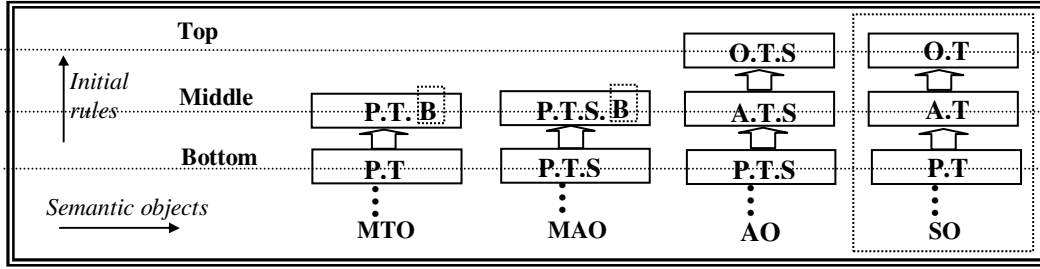 Top
O.T.S O.T
Initial
rules
Middle
P.T. B P.T.S. B A.T.S A.T
Bottom
P.T P.T.S P.T.S P.T
Semantic objects
MTO MAO AO SO